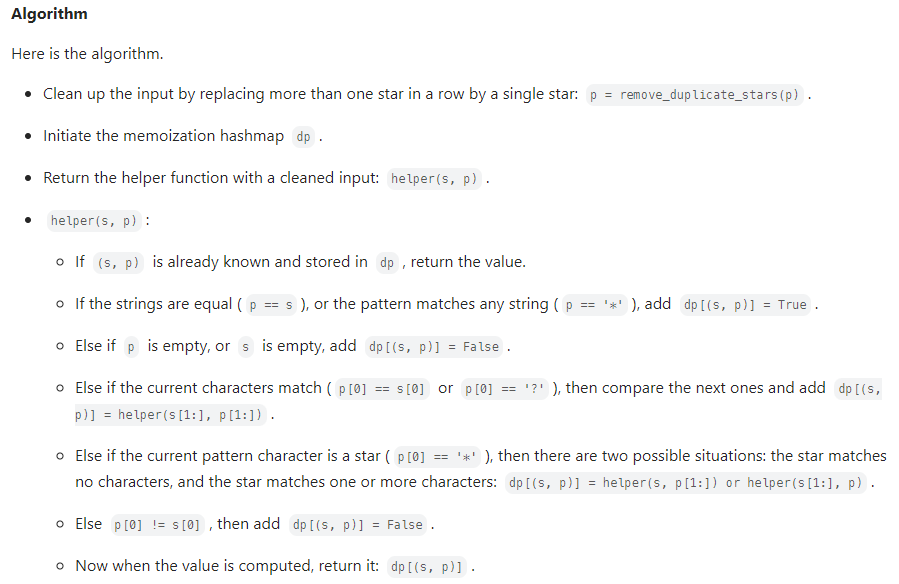 Algorithm
Here is the algorithm.
• Clean up the input by replacing more than one star in a row by a single star: p = remove_duplicate_stars(p) .
• Initiate the memoization hashmap dp .
• Return the helper function with a cleaned input: helper(s, p) .
• helper(s, p) :
◦ If (s, p) is already known and stored in dp , return the value.
◦ If the strings are equal ( p == s ), or the pattern matches any string ( p == '*' ), add dp[(s, p)] = True .
◦ Else if p is empty, or s is empty, add dp[(s, p)] = False .
◦ Else if the current characters match ( p[0] == s[0] or p[0] == '?' ), then compare the next ones and add dp[(s,
p)] = helper(s[1:], p[1:]) .
◦ Else if the current pattern character is a star ( p[0] == '*' ), then there are two possible situations: the star matches
no characters, and the star matches one or more characters: dp[(s, p)] = helper(s, p[1:]) or helper(s[1:], p) .
◦ Else p[0] != s[0] , then add dp[(s, p)] = False .
◦ Now when the value is computed, return it: dp[(s, p)] .